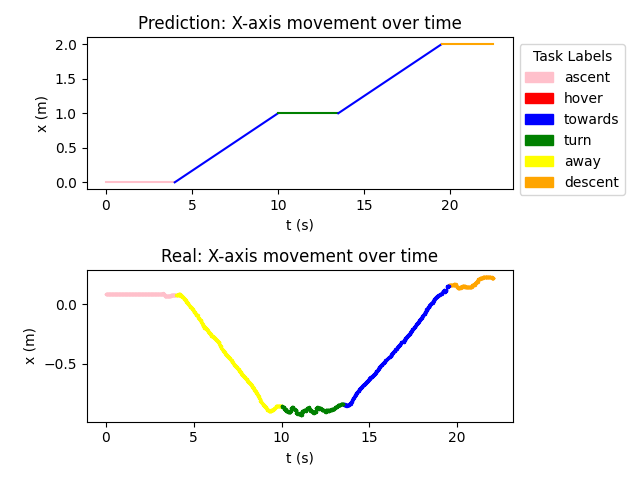 Prediction: X-axis movement over time
2.0
1.5
1.0
0.5
0.0
x (m)
0 5 10 15 20
t (s)
Task Labels
ascent
hover
towards
turn
away
descent
Real: X-axis movement over time
0.0
−0.5
x (m)
0 5 10 15 20
t (s)